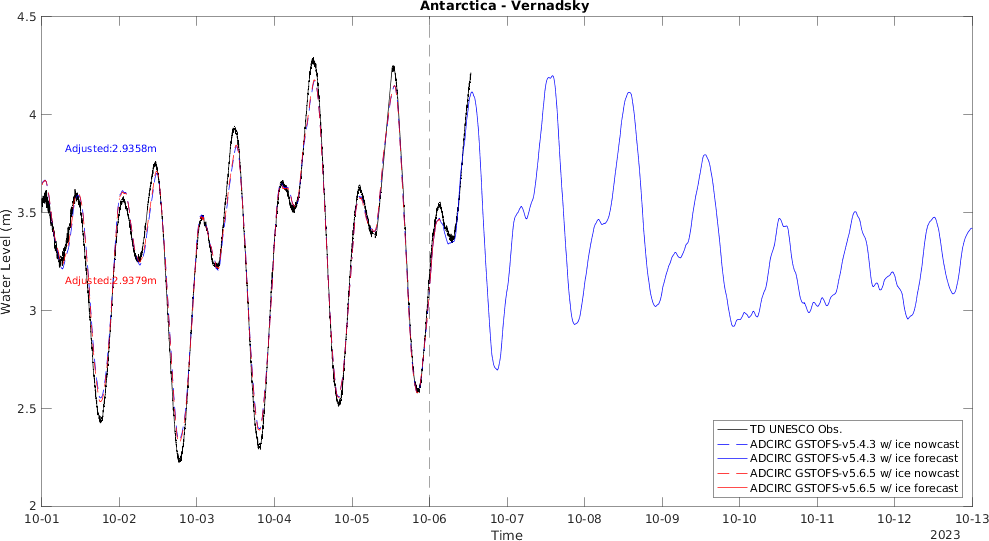 Antarctica - Vernadsky
4.5
4
3.5
3
2.5
2
Water Level (m)
Adjusted:2.9358m
Adjusted:2.9379m
TD UNESCO Obs.
ADCIRC GSTOFS-v5.4.3 w/ ice nowcast
ADCIRC GSTOFS-v5.4.3 w/ ice forecast
ADCIRC GSTOFS-v5.6.5 w/ ice nowcast
ADCIRC GSTOFS-v5.6.5 w/ ice forecast
10-01 10-02 10-03 10-04 10-05 10-06 10-07 10-08 10-09 10-10 10-11 10-12 10-13
Time
2023